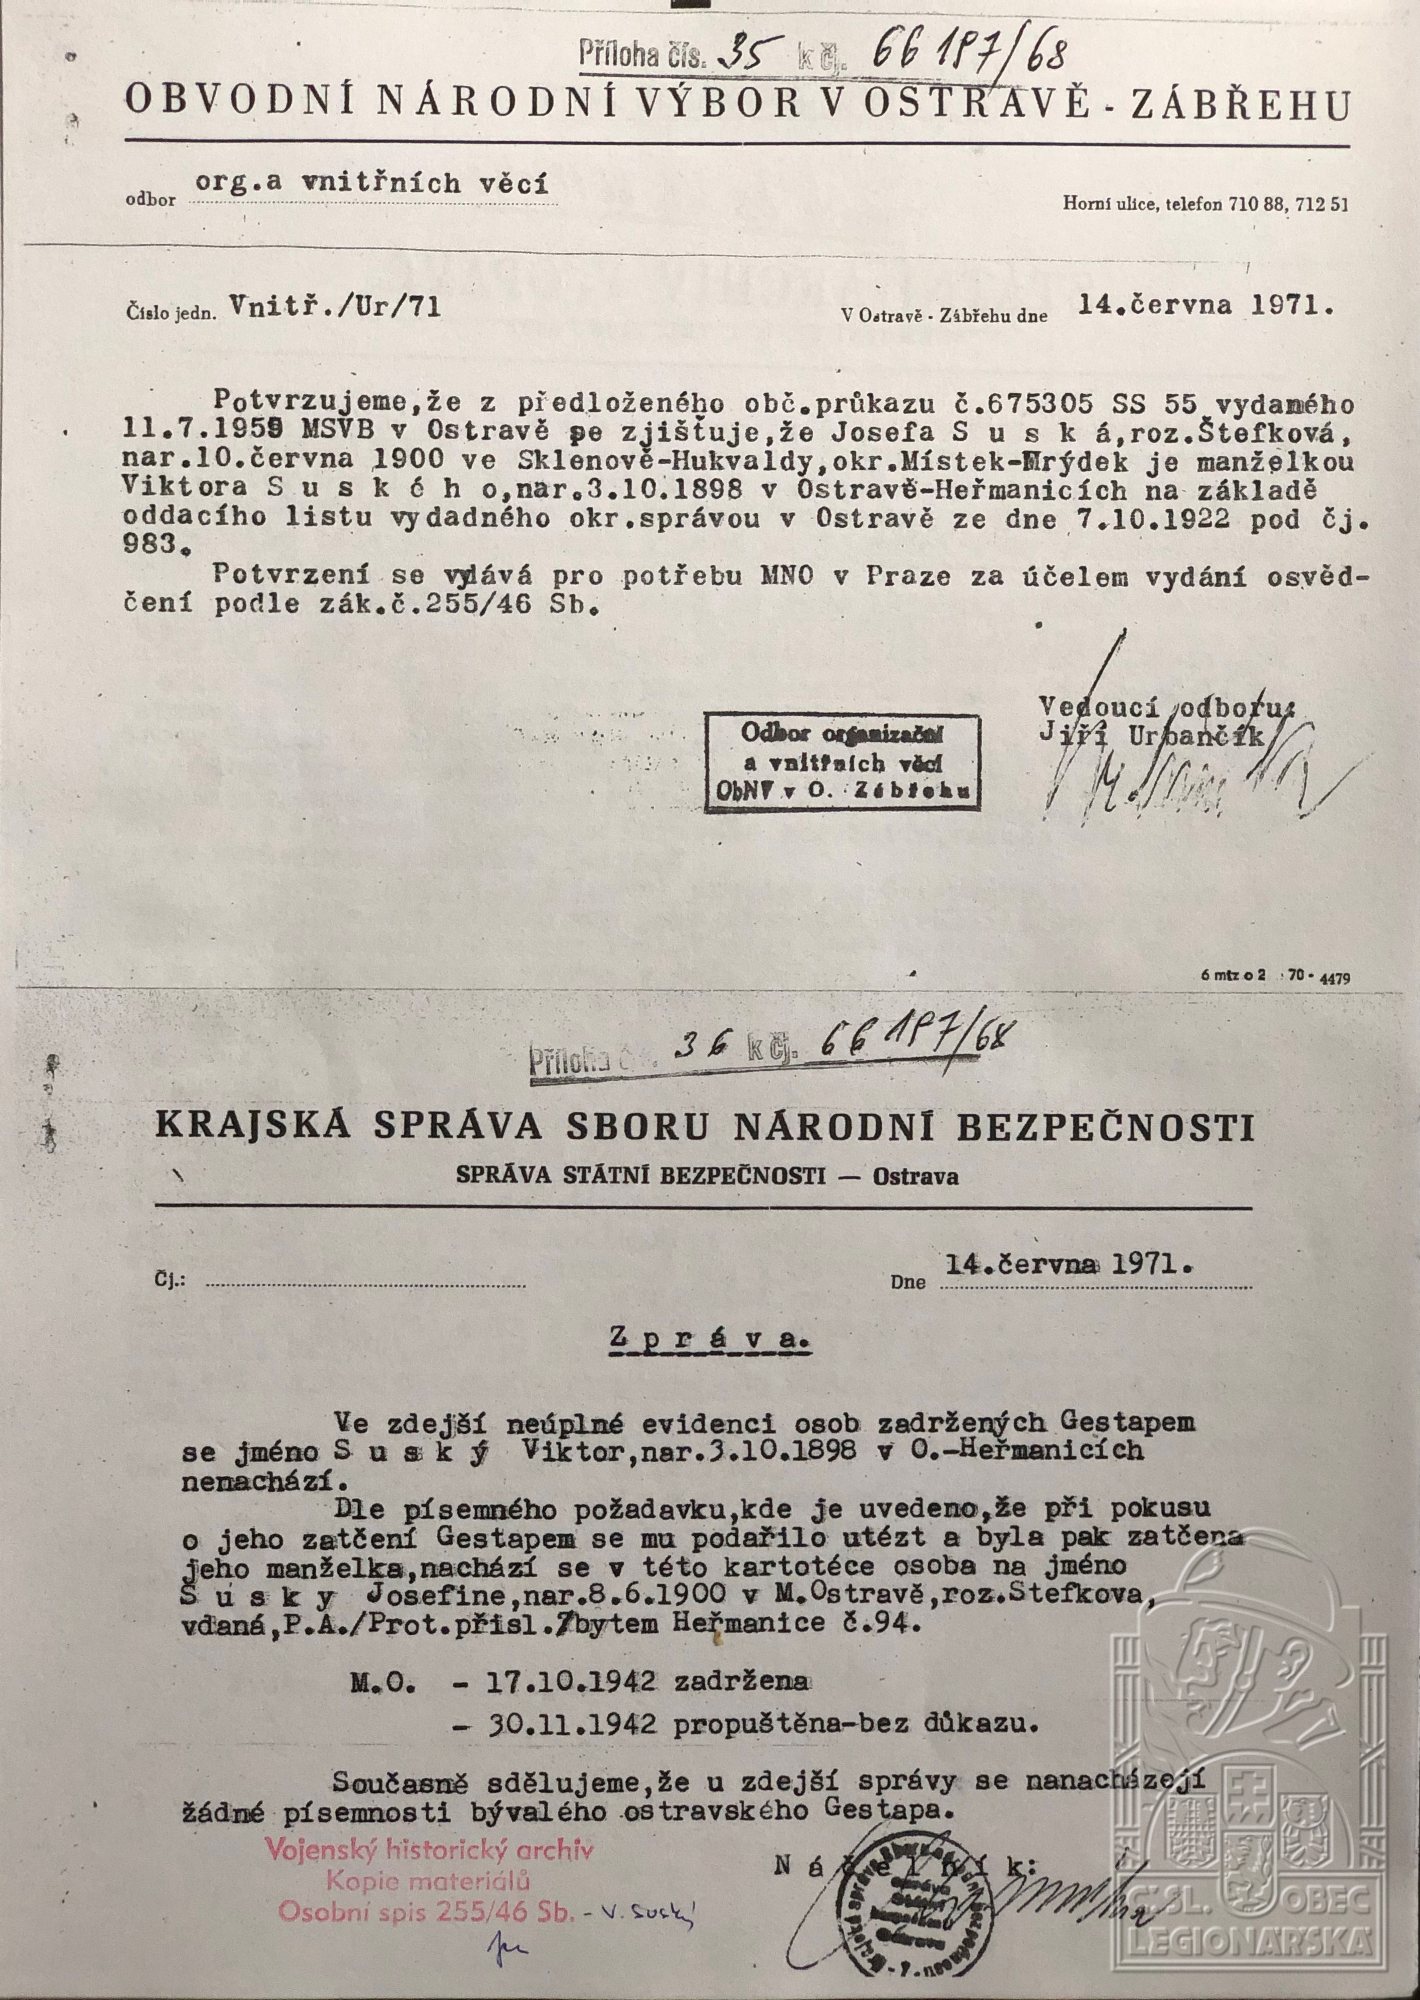 Příloha čís. 35 k čj. 66 197/68
OBVODNÍ NÁRODNÍ VÝBOR V OSTRAVĚ - ZÁBŘEHU
odbor org.a vnitřních věcí
Horní ulice, telefon 710 88, 712 51
Číslo jedn. Vnitř./Ur/71
V Ostravě - Zábřehu dne 14.června 1971.
Potvrzujeme,že z předloženého obč.průkazu č.675305 SS 55,vydaného
11.7.1959 MSVB v Ostravě se zjišťuje,že Josefa S u s k á,roz.Štefková,
nar.10.června 1900 ve Sklenově-Hukvaldy,okr.Místek-Frýdek je manželkou
Viktora S u s k é h o,nar.3.10.1898 v Ostravě-Heřmanicích na základě
oddacího listu vydadného okr.správou v Ostravě ze dne 7.10.1922 pod čj.
983.
Potvrzení se vydává pro potřebu MNO v Praze za účelem vydání osvěd-
čení podle zák.č.255/46 Sb.
Vedoucí odboru:
Jiří Urbančík
Odbor organizační
a vnitřních věcí
ObNV v O. Zábřehu
6 mtz o 2 70 - 4479
Příloha č. 36 k čj. 66 197/68
KRAJSKÁ SPRÁVA SBORU NÁRODNÍ BEZPEČNOSTI
SPRÁVA STÁTNÍ BEZPEČNOSTI — Ostrava
Čj.:
Dne 14.června 1971.
Z p r á v a.
Ve zdejší neúplné evidenci osob zadržených Gestapem
se jméno S u s k ý Viktor,nar.3.10.1898 v O.-Heřmanicích
nenachází.
Dle písemného požadavku,kde je uvedeno,že při pokusu
o jeho zatčení Gestapem se mu podařilo utézt a byla pak zatčena
jeho manželka,nachází se v této kartotéce osoba na jméno
S u s k y Josefine,nar.8.6.1900 v M.Ostravě,roz.Stefkova,
vdaná,P.A./Prot.přísl./bytem Heřmanice č.94.
M.O. - 17.10.1942 zadržena
- 30.11.1942 propuštěna-bez důkazu.
Současně sdělujeme,že u zdejší správy se nanacházejí
žádné písemnosti bývalého ostravského Gestapa.
N á č e l n í k:
Vojenský historický archiv
Kopie materiálů
Osobní spis 255/46 Sb. - V. Suský
ČSL. OBEC
LEGIONÁŘSKÁ